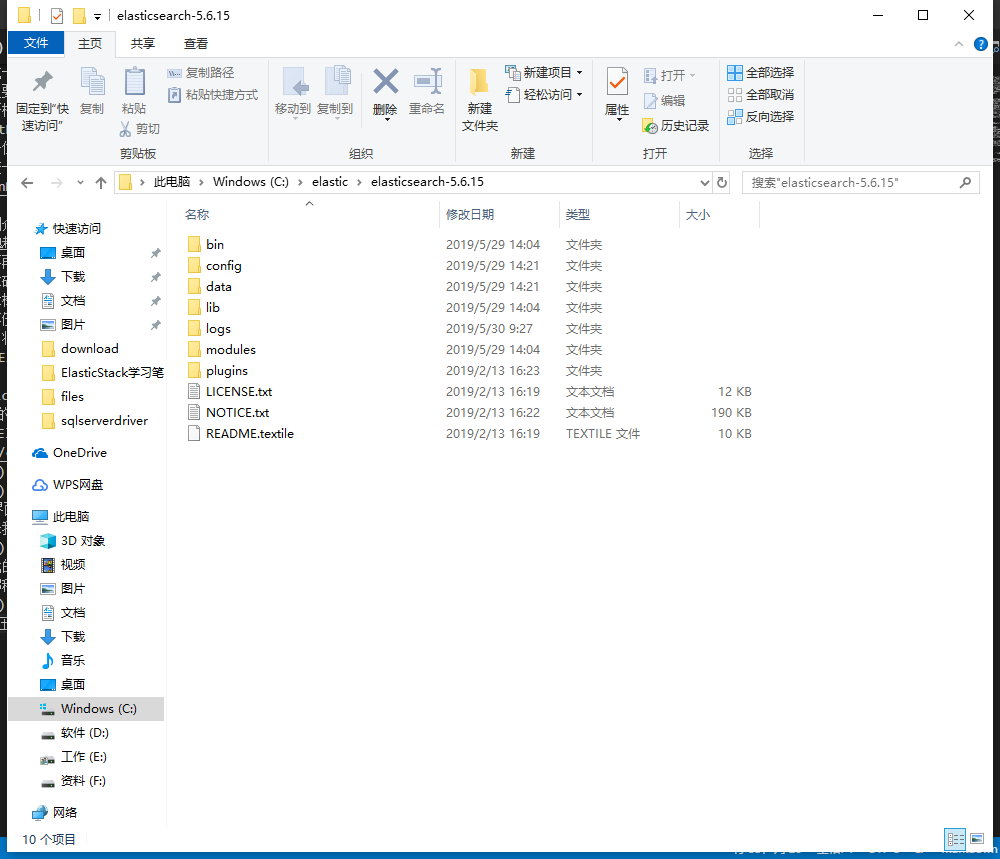 elasticsearch-5.6.15
文件 主页 共享 查看
固定到"快速访问"
复制
粘贴
复制路径
粘贴快捷方式
剪切
剪贴板
移动到
复制到
删除
重命名
组织
新建文件夹
新建项目
轻松访问
新建
属性
打开
编辑
历史记录
打开
全部选择
全部取消
反向选择
选择
此电脑 Windows (C:) elastic elasticsearch-5.6.15
搜索"elasticsearch-5.6.15"
快速访问
桌面
下载
文档
图片
download
ElasticStack学习笔
files
sqlserverdriver
OneDrive
WPS网盘
此电脑
3D 对象
视频
图片
文档
下载
音乐
桌面
Windows (C:)
软件 (D:)
工作 (E:)
资料 (F:)
网络
名称 修改日期 类型 大小
bin 2019/5/29 14:04 文件夹
config 2019/5/29 14:21 文件夹
data 2019/5/29 14:21 文件夹
lib 2019/5/29 14:04 文件夹
logs 2019/5/30 9:27 文件夹
modules 2019/5/29 14:04 文件夹
plugins 2019/2/13 16:23 文件夹
LICENSE.txt 2019/2/13 16:19 文本文档 12 KB
NOTICE.txt 2019/2/13 16:22 文本文档 190 KB
README.textile 2019/2/13 16:19 TEXTILE 文件 10 KB
10 个项目